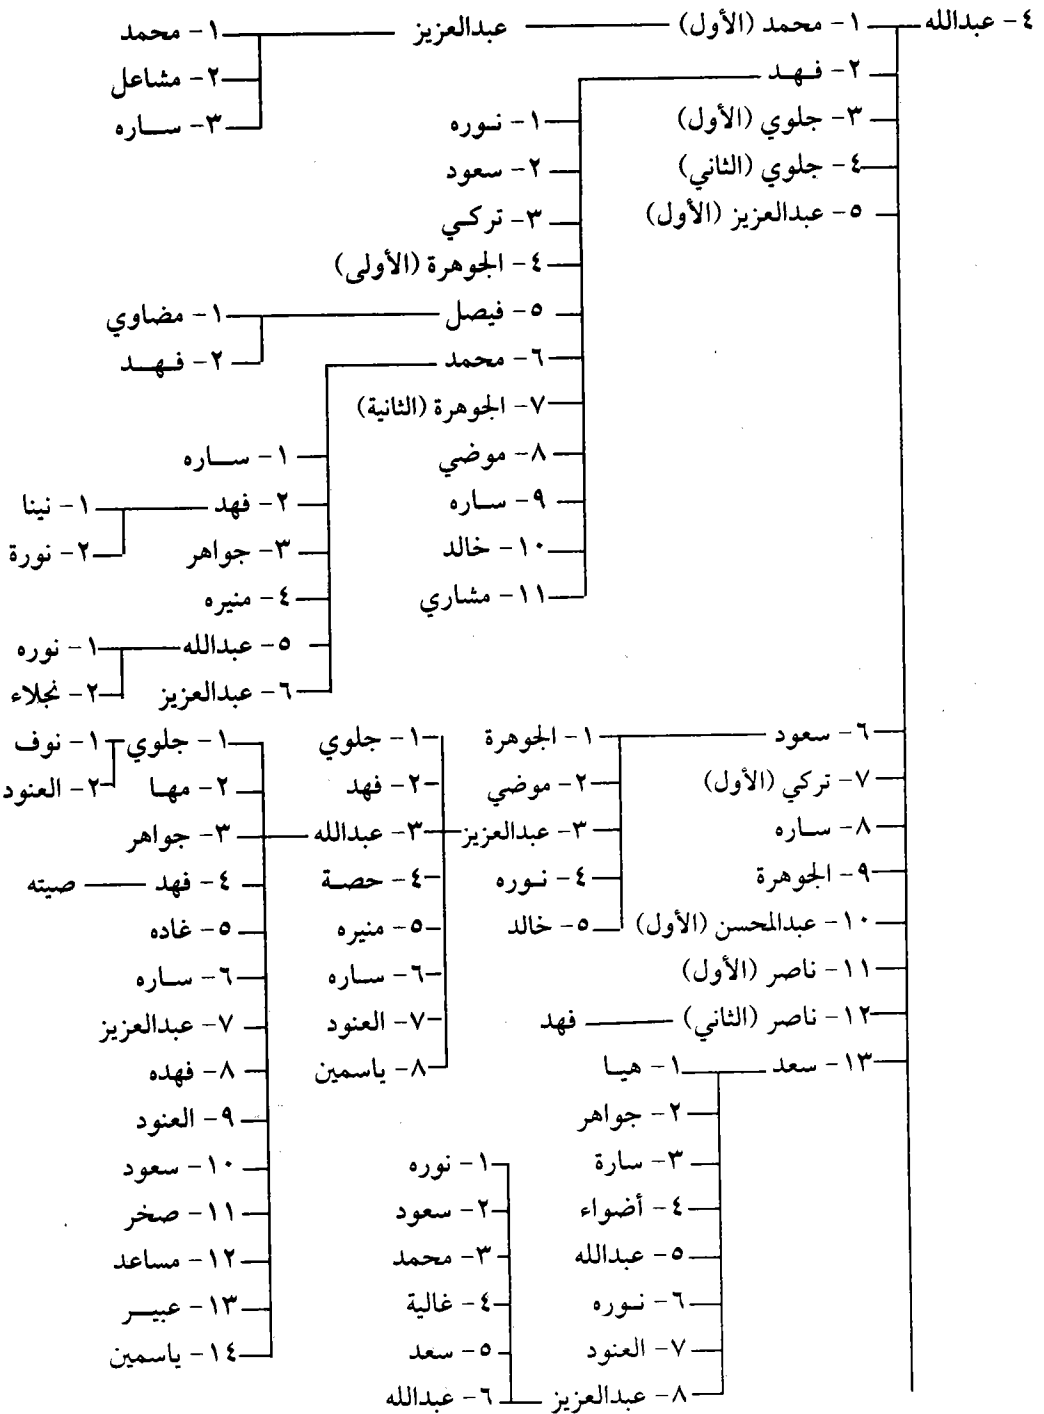 ٤- عبدالله ١- محمد (الأول) عبدالعزيز ١- محمد
٢- فهد ٢- مشاعل
٣- جلوي (الأول) ١- نوره ٣- ساره
٤- جلوي (الثاني) ٢- سعود
٥- عبدالعزيز (الأول) ٣- تركي
٤- الجوهرة (الأولى)
٥- فيصل ١- مضاوي
٦- محمد ٢- فهد
٧- الجوهرة (الثانية)
٨- موضي ١- ساره
٩- ساره ٢- فهد ١- نينا
١٠- خالد ٣- جواهر ٢- نورة
١١- مشاري ٤- منيره
٥- عبدالله ١- نوره
٦- عبدالعزيز ٢- نجلاء
٦- سعود ١- الجوهرة ١- جلوي ١- جلوي ١- نوف
٧- تركي (الأول) ٢- موضي ٢- فهد ٢- مها ٢- العنود
٨- ساره ٣- عبدالعزيز ٣- عبدالله ٣- جواهر
٩- الجوهرة ٤- نوره ٤- حصة ٤- فهد صيته
١٠- عبدالمحسن (الأول) ٥- خالد ٥- منيره ٥- غاده
١١- ناصر (الأول) ٦- ساره ٦- ساره
١٢- ناصر (الثاني) فهد ٧- العنود ٧- عبدالعزيز
١٣- سعد ١- هيا ٨- ياسمين ٨- فهده
٢- جواهر ٩- العنود
٣- سارة ١- نوره ١٠- سعود
٤- أضواء ٢- سعود ١١- صخر
٥- عبدالله ٣- محمد ١٢- مساعد
٦- نوره ٤- غالية ١٣- عبير
٧- العنود ٥- سعد ١٤- ياسمين
٨- عبدالعزيز ٦- عبدالله